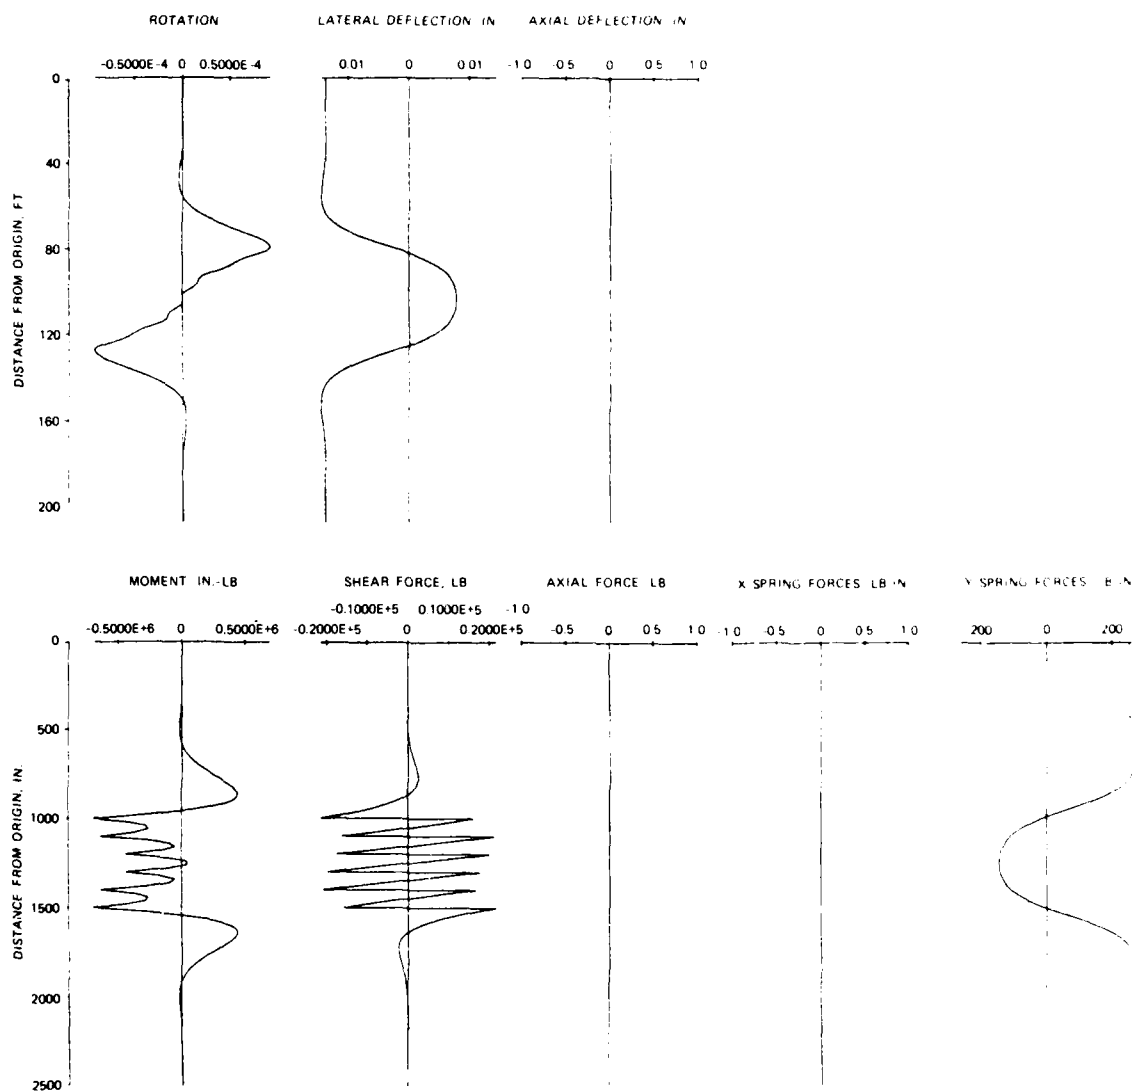 ROTATION
LATERAL DEFLECTION IN
AXIAL DEFLECTION IN
-0.5000E-4 0 0.5000E-4
0.01 0 0.01
-1 0 -0 5 0 0 5 1 0
0
40
80
120
160
200
DISTANCE FROM ORIGIN, FT
MOMENT IN.-LB
SHEAR FORCE, LB
AXIAL FORCE LB
X SPRING FORCES LB IN
Y SPRING FORCES LB IN
-0.5000E+6 0 0.5000E+6
-0.1000E+5 0.1000E+5
-0.2000E+5 0 0.2000E+5
-1 0
-0.5 0 0 5 1 0
-1 0 -0 5 0 0 5 1 0
200 0 200
0
500
1000
1500
2000
2500
DISTANCE FROM ORIGIN, IN.